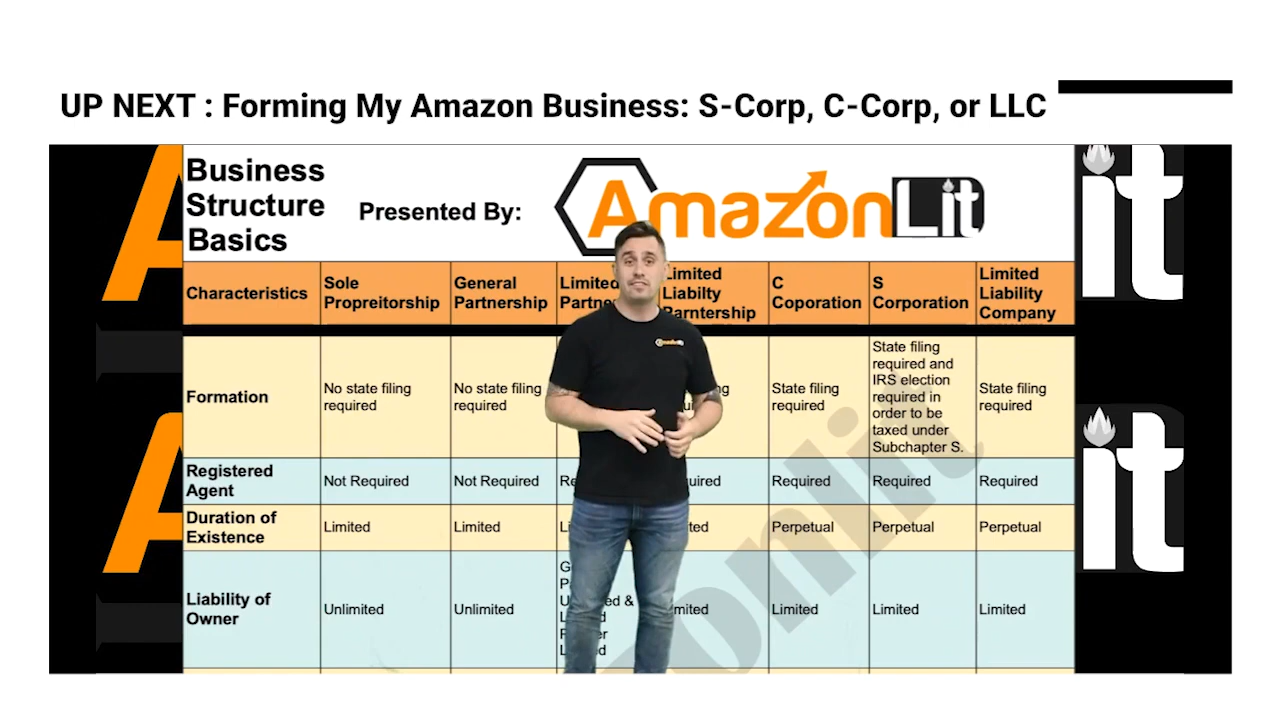 UP NEXT : Forming My Amazon Business: S-Corp, C-Corp, or LLC
Business
Structure
Basics
Presented By:
AmazonLit
Characteristics
Sole
Propreitorship
General
Partnership
Limited
Limited
Liabilty
Parntership
C
Coporation
S
Corporation
Limited
Liability
Company
Formation
No state filing
required
No state filing
required
State filing
required
State filing
required and
IRS election
required in
order to be
taxed under
Subchapter S.
State filing
required
Registered
Agent
Not Required
Not Required
Required
Required
Required
Duration of
Existence
Limited
Limited
Perpetual
Perpetual
Perpetual
Liability of
Owner
Unlimited
Unlimited
Limited
Limited
Limited
it
it